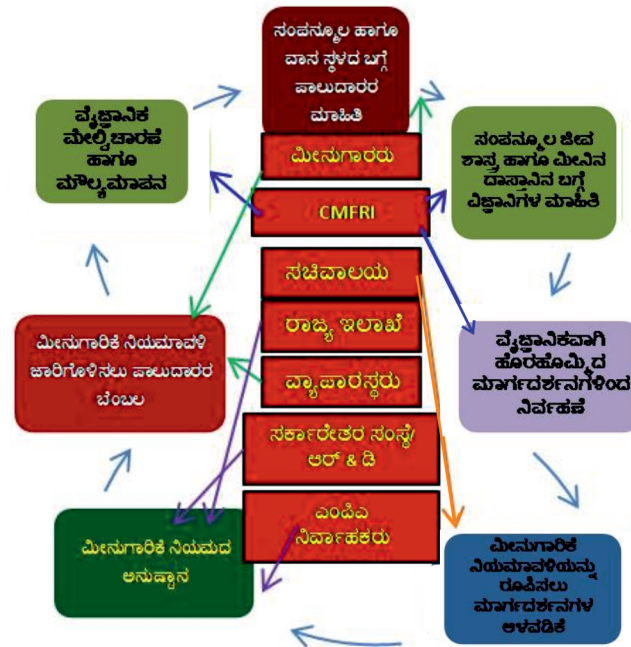 ಸಂಪನ್ಮೂಲ ಹಾಗೂ
ವಾಸ ಸ್ಥಳದ ಬಗ್ಗೆ
ಪಾಲುದಾರರ
ಮಾಹಿತಿ
ವೈಜ್ಞಾನಿಕ
ಮೇಲ್ವಿಚಾರಣೆ
ಹಾಗೂ
ಮೌಲ್ಯಮಾಪನ
ಮೀನುಗಾರರು
ಸಂಪನ್ಮೂಲ ಜೀವ
ಶಾಸ್ತ್ರ ಹಾಗೂ ಮೀನಿನ
ದಾಸ್ತಾನಿನ ಬಗ್ಗೆ
ವಿಜ್ಞಾನಿಗಳ ಮಾಹಿತಿ
CMFRI
ಸಚಿವಾಲಯ
ರಾಜ್ಯ ಇಲಾಖೆ
ವ್ಯಾಪಾರಸ್ಥರು
ಮೀನುಗಾರಿಕೆ ನಿಯಮಾವಳಿ
ಜಾರಿಗೊಳಿಸಲು ಪಾಲುದಾರರ
ಬೆಂಬಲ
ವೈಜ್ಞಾನಿಕವಾಗಿ
ಹೊರಹೊಮ್ಮಿದ
ಮಾರ್ಗದರ್ಶನಗಳಿಂದ
ನಿರ್ವಹಣೆ
ಸರ್ಕಾರೇತರ ಸಂಸ್ಥೆ/
ಆರ್ & ಡಿ
ಎಂಪಿಎ
ನಿರ್ವಾಹಕರು
ಮೀನುಗಾರಿಕೆ ನಿಯಮದ
ಅನುಷ್ಟಾನ
ಮೀನುಗಾರಿಕೆ
ನಿಯಮಾವಳಿಯನ್ನು
ರೂಪಿಸಲು
ಮಾರ್ಗದರ್ಶನಗಳ
ಅಳವಡಿಕೆ